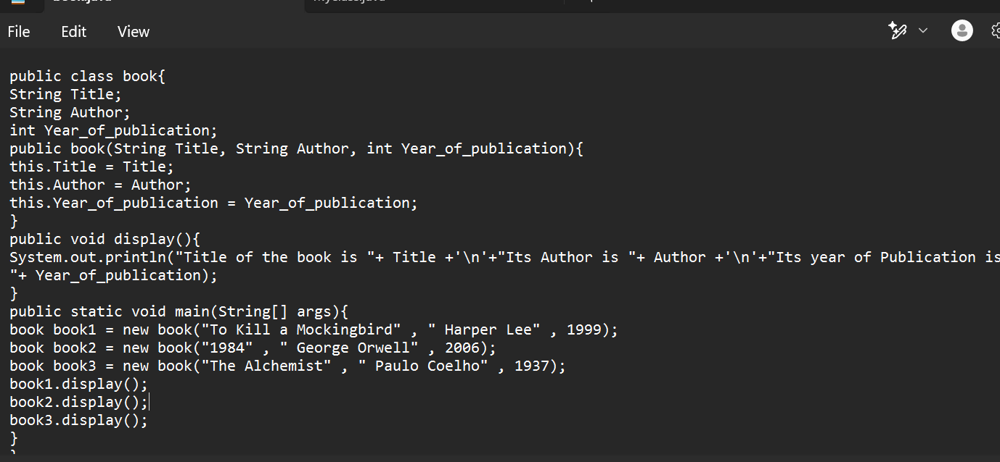 File Edit View
public class book{
String Title;
String Author;
int Year_of_publication;
public book(String Title, String Author, int Year_of_publication){
this.Title = Title;
this.Author = Author;
this.Year_of_publication = Year_of_publication;
}
public void display(){
System.out.println("Title of the book is "+ Title +'\n'+"Its Author is "+ Author +'\n'+"Its year of Publication is
"+ Year_of_publication);
}
public static void main(String[] args){
book book1 = new book("To Kill a Mockingbird" , " Harper Lee" , 1999);
book book2 = new book("1984" , " George Orwell" , 2006);
book book3 = new book("The Alchemist" , " Paulo Coelho" , 1937);
book1.display();
book2.display();
book3.display();
}
}